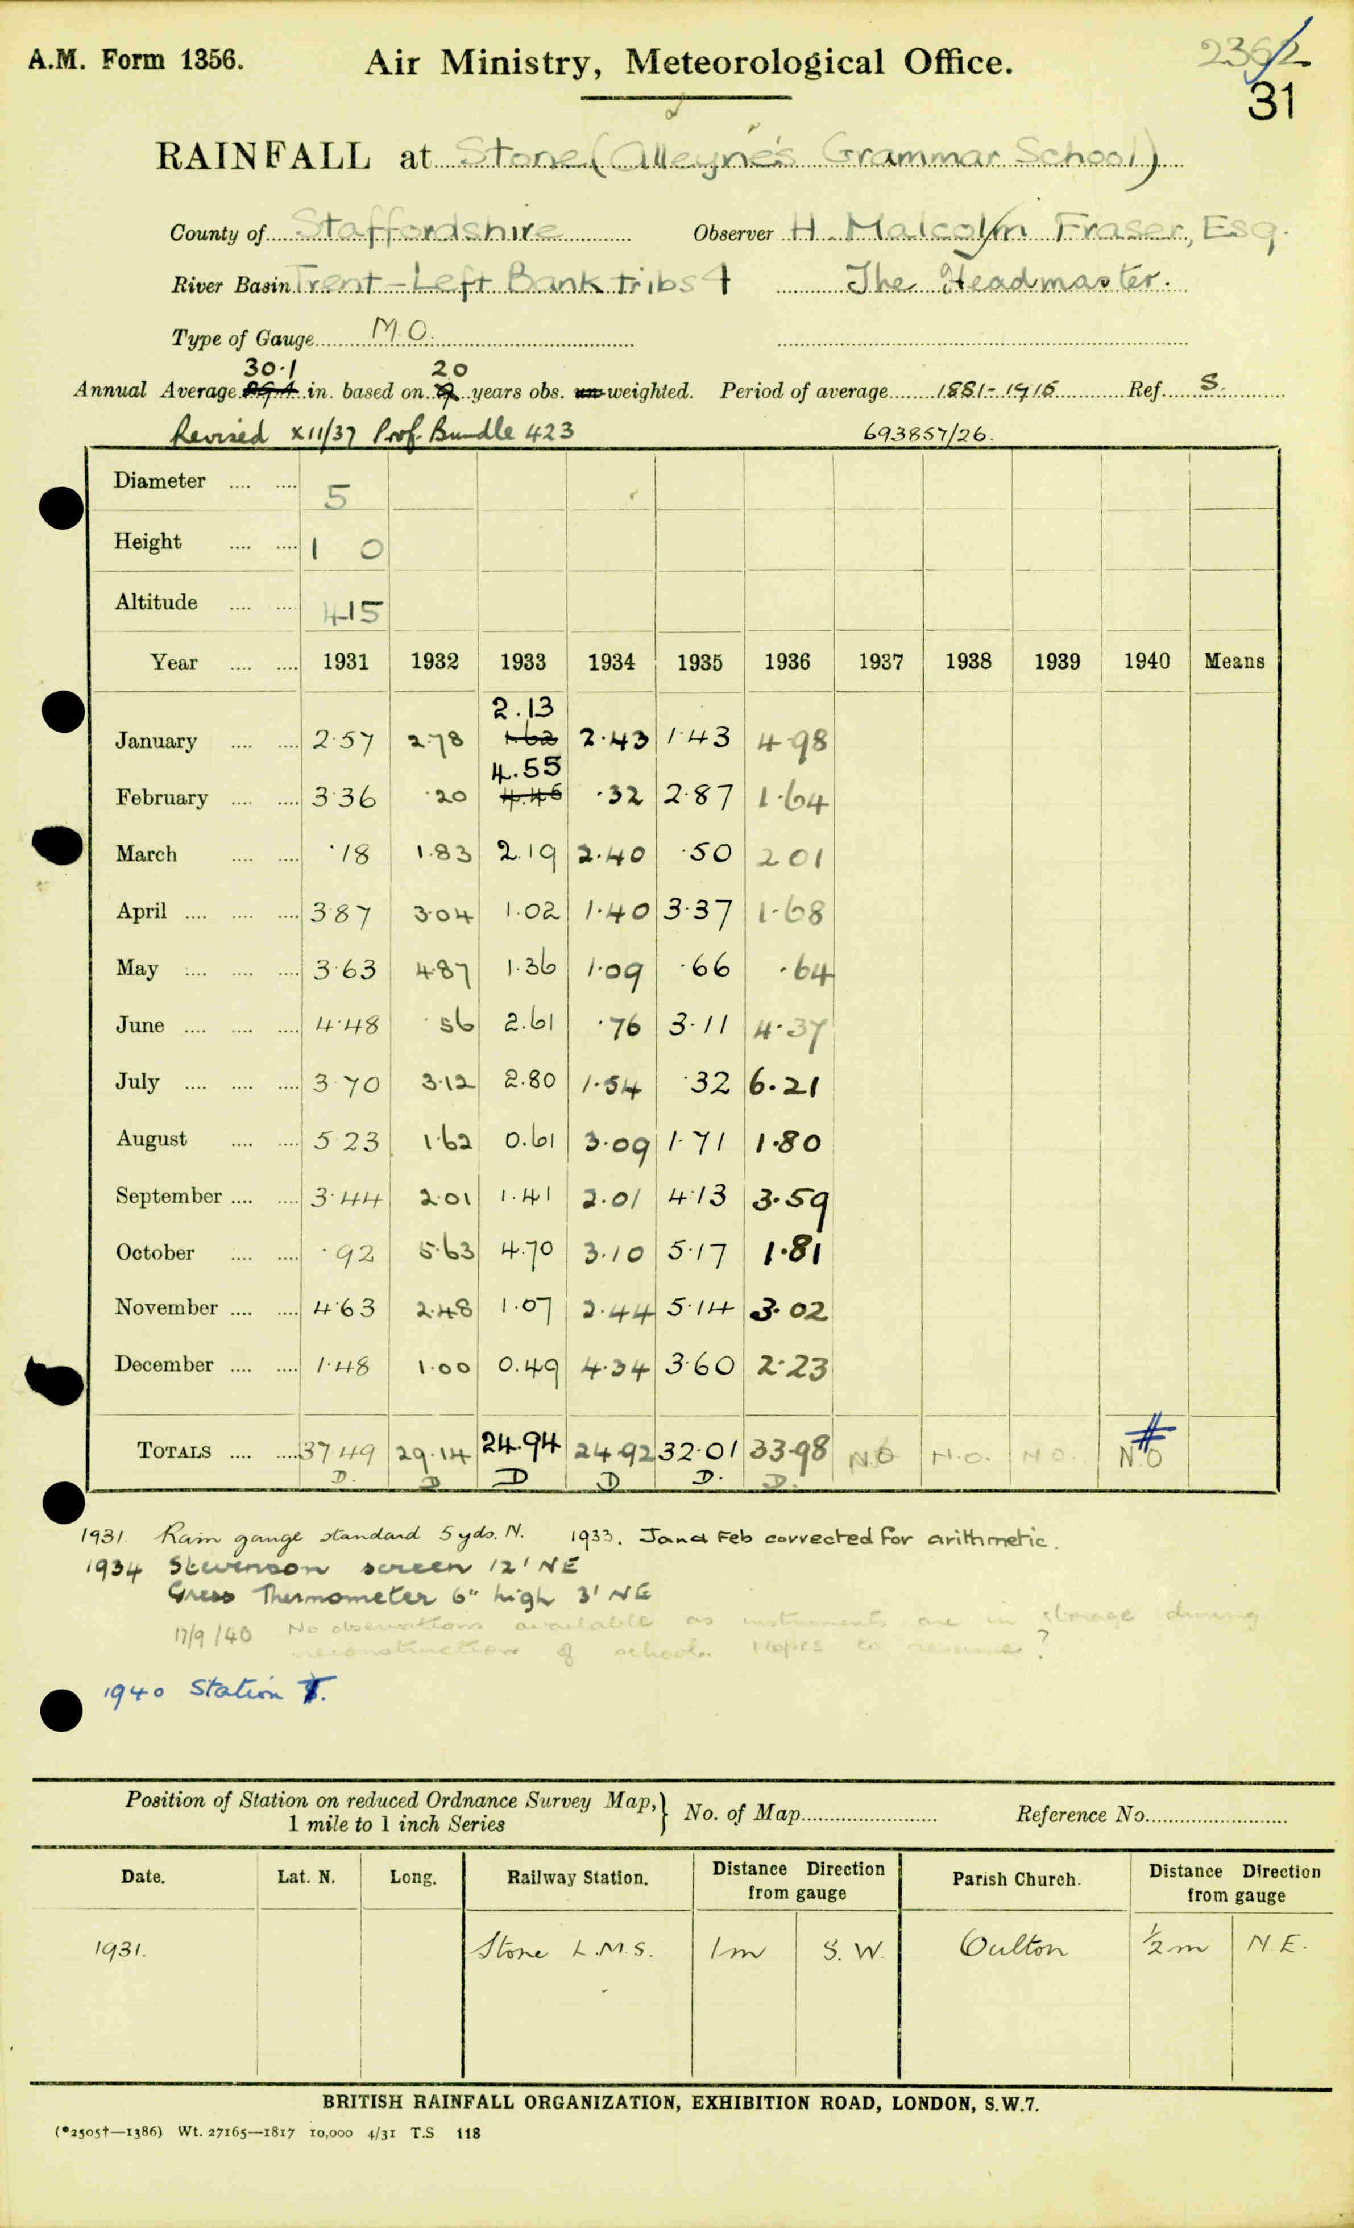 A.M. Form 1356.
Air Ministry, Meteorological Office.
2362
31
RAINFALL at Stone (Alleyne's Grammar School)
County of Staffordshire Observer H. Malcolm Fraser, Esq.
River Basin Trent - Left Bank tribs 4 The Headmaster.
Type of Gauge M.O.
30.1 20
Annual Average in. based on years obs. un-weighted. Period of average 1881-1915 Ref. S.
Revised XII/37 Prof. Bundle 423 693857/26.
Diameter .... .... 5
Height .... .... 1 0
Altitude .... .... 415
Year .... .... 1931 1932 1933 1934 1935 1936 1937 1938 1939 1940 Means
2.13
January .... .... 2.57 2.78 1.62 2.43 1.43 4.98
4.55
February .... .... 3.36 .20 4.46 .32 2.87 1.64
March .... .... .18 1.83 2.19 2.40 .50 2.01
April .... .... .... 3.87 3.04 1.02 1.40 3.37 1.68
May .... .... .... 3.63 4.87 1.36 1.09 .66 .64
June .... .... .... 4.48 .56 2.61 .76 3.11 4.37
July .... .... .... 3.70 3.12 2.80 1.54 .32 6.21
August .... .... 5.23 1.62 0.61 3.09 1.71 1.80
September .... .... 3.44 2.01 1.41 2.01 4.13 3.59
October .... .... .92 5.63 4.70 3.10 5.17 1.81
November .... .... 4.63 2.48 1.07 2.44 5.14 3.02
December .... .... 1.48 1.00 0.49 4.34 3.60 2.23
#
TOTALS .... .... 37.49 29.14 24.94 24.92 32.01 33.98 N.O N.O. N.O. N.O
D. D D D D. D.
1931 Rain gauge standard 5 yds. N. 1933. Jan & Feb corrected for arithmetic.
1934 Stevenson screen 12' NE
Grass Thermometer 6" high 3' NE
17/9/40 No observations available as instruments are in storage during
reconstruction of school. Hopes to resume?
1940 Station T.
Position of Station on reduced Ordnance Survey Map,} No. of Map Reference No.
1 mile to 1 inch Series
Date. Lat. N. Long. Railway Station. Distance Direction from gauge Parish Church. Distance Direction from gauge
1931. Stone L.M.S. 1m S.W. Oulton ½m N.E.
BRITISH RAINFALL ORGANIZATION, EXHIBITION ROAD, LONDON, S.W.7.
(*2505†—1386) Wt. 27165—1817 10,000 4/31 T.S 118